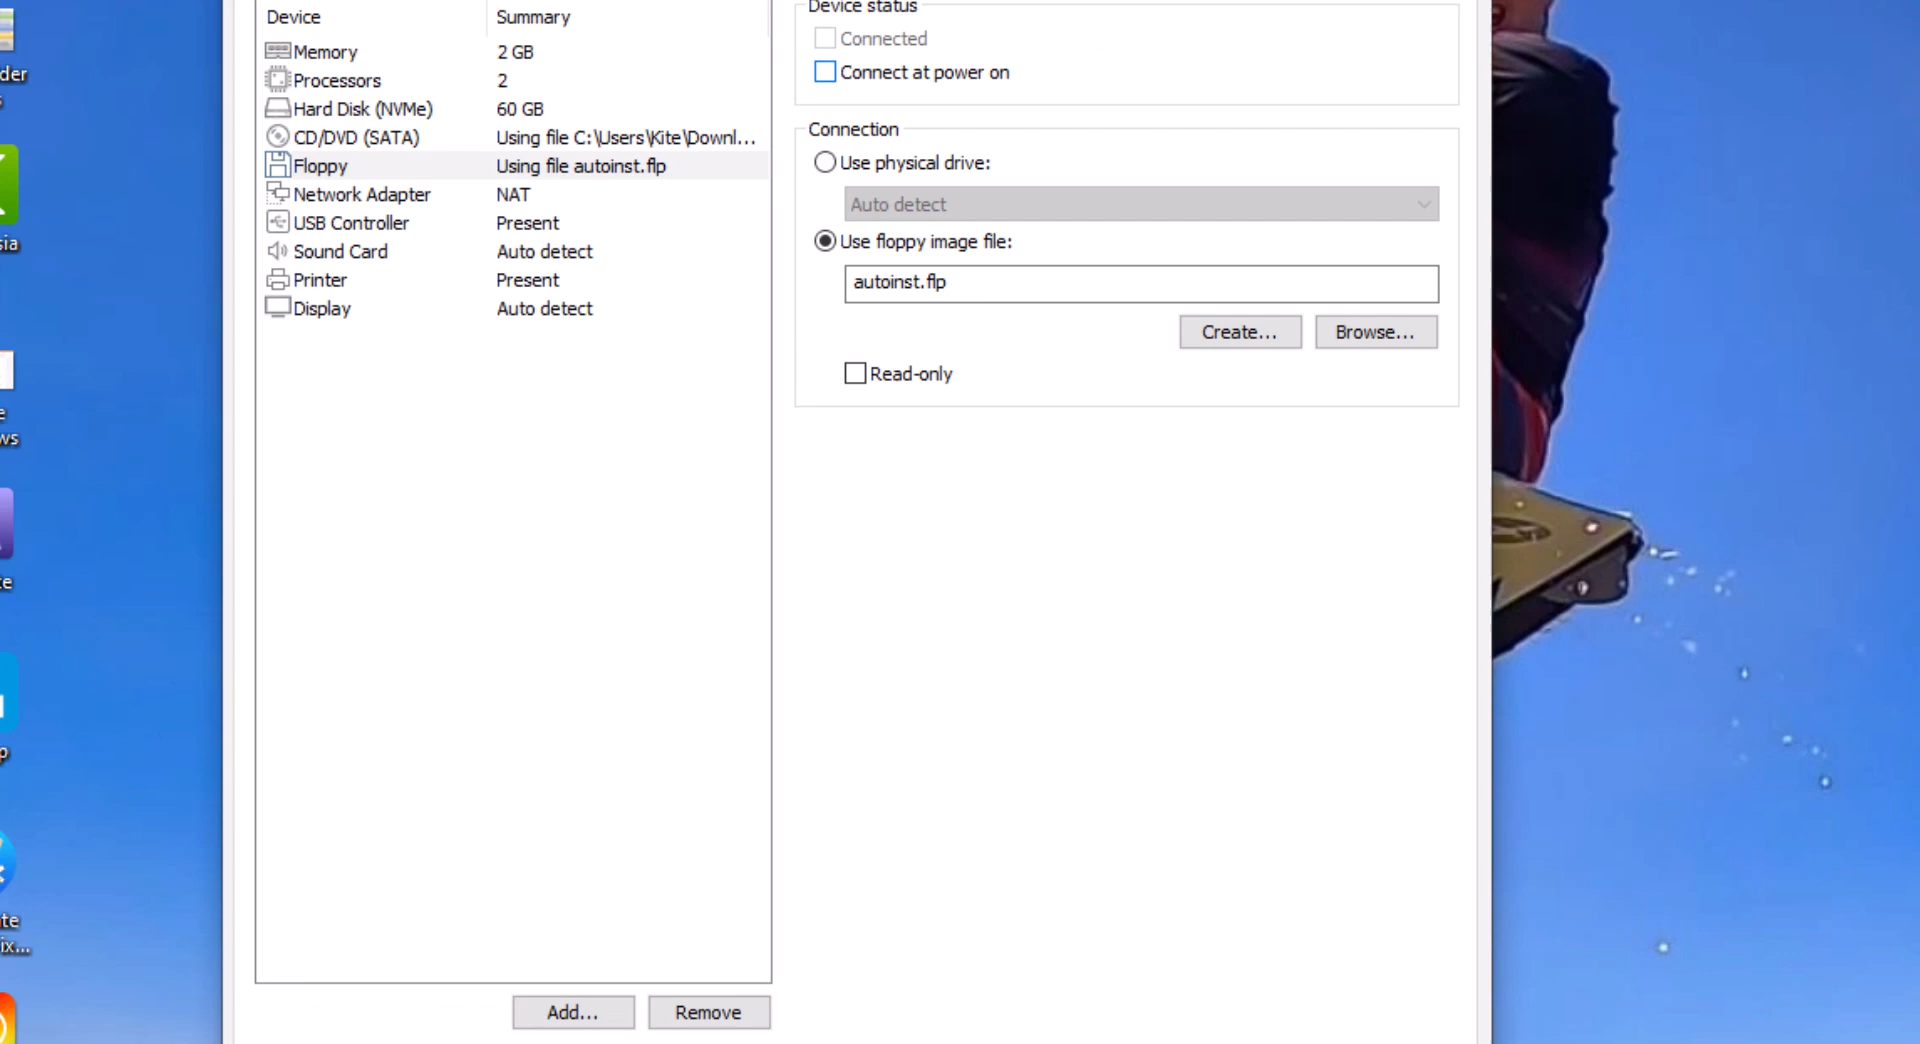 Device Summary
Memory 2 GB
Processors 2
Hard Disk (NVMe) 60 GB
CD/DVD (SATA) Using file C:\Users\Kite\Downl...
Floppy Using file autoinst.flp
Network Adapter NAT
USB Controller Present
Sound Card Auto detect
Printer Present
Display Auto detect
Add... Remove
Device status
Connected
Connect at power on
Connection
Use physical drive:
Auto detect
Use floppy image file:
autoinst.flp
Create... Browse...
Read-only